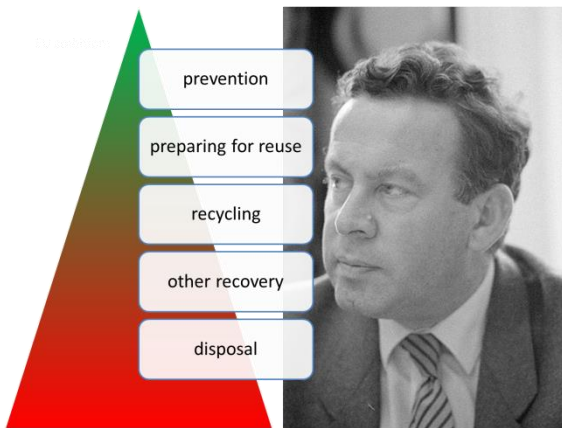 prevention
preparing for reuse
recycling
other recovery
disposal